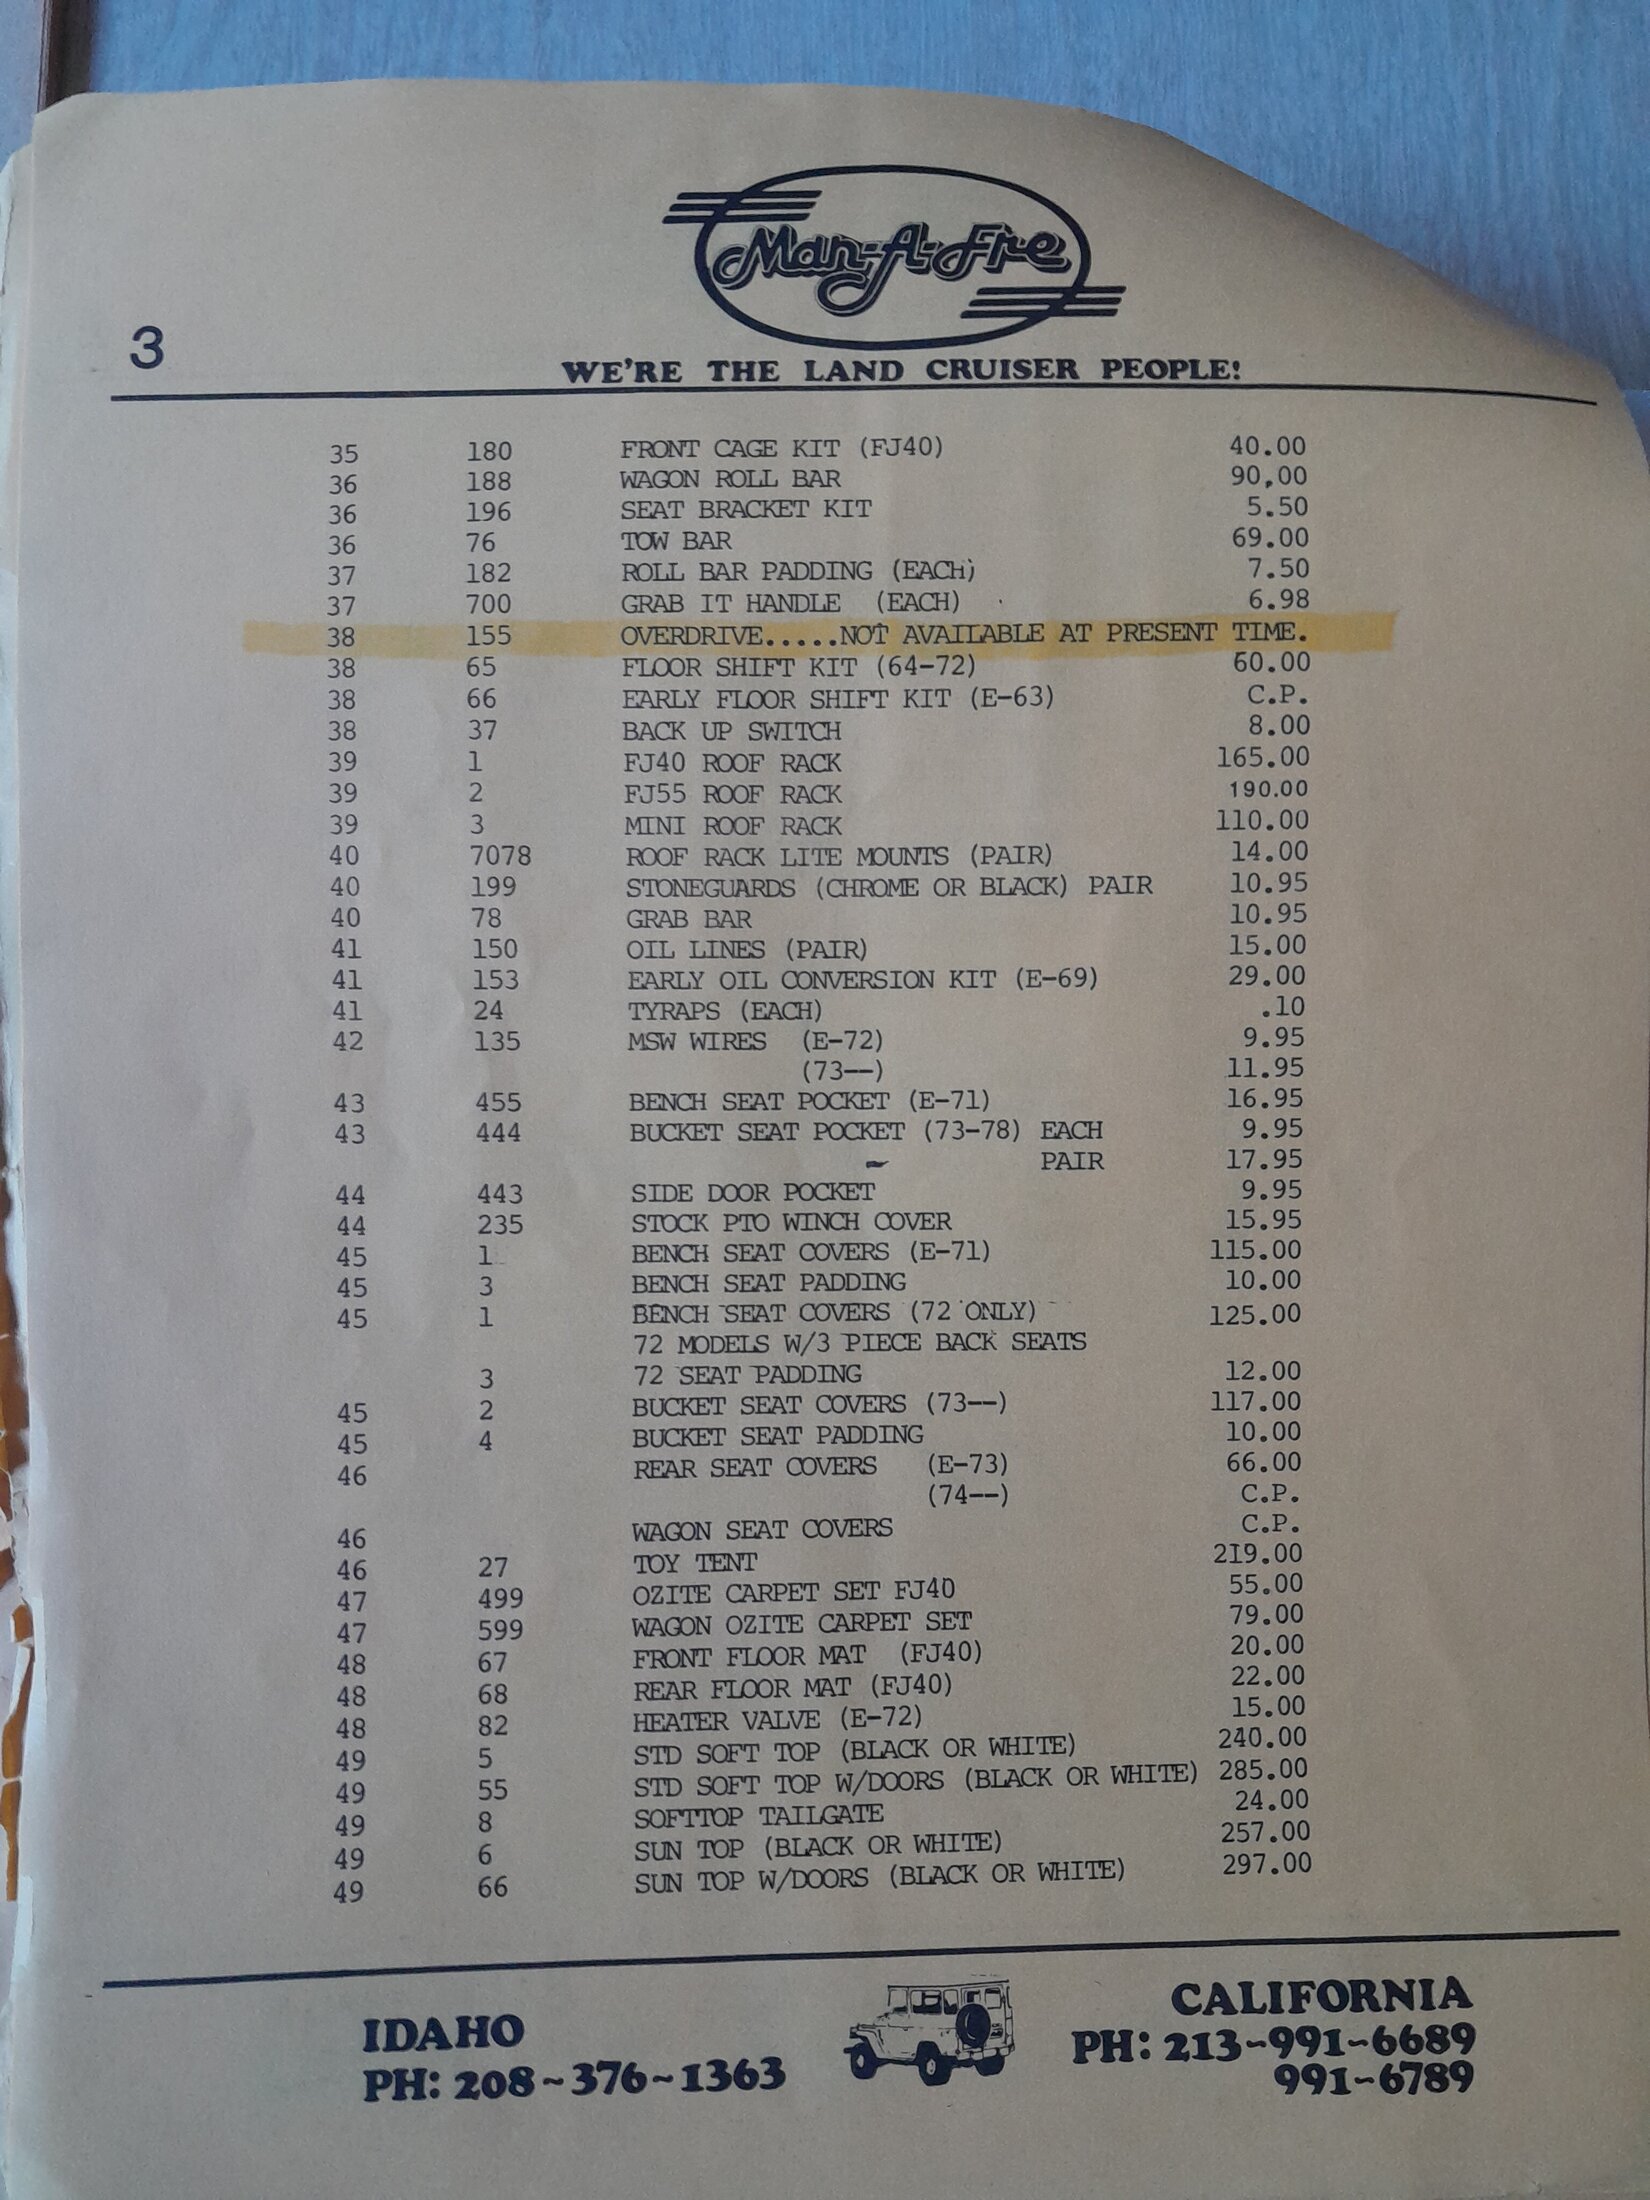 Man-A-Fre
3
WE'RE THE LAND CRUISER PEOPLE!
35 180 FRONT CAGE KIT (FJ40) 40.00
36 188 WAGON ROLL BAR 90,00
36 196 SEAT BRACKET KIT 5.50
36 76 TOW BAR 69.00
37 182 ROLL BAR PADDING (EACH) 7.50
37 700 GRAB IT HANDLE (EACH) 6.98
38 155 OVERDRIVE.....NOT AVAILABLE AT PRESENT TIME.
38 65 FLOOR SHIFT KIT (64-72) 60.00
38 66 EARLY FLOOR SHIFT KIT (E-63) C.P.
38 37 BACK UP SWITCH 8.00
39 1 FJ40 ROOF RACK 165.00
39 2 FJ55 ROOF RACK 190.00
39 3 MINI ROOF RACK 110.00
40 7078 ROOF RACK LITE MOUNTS (PAIR) 14.00
40 199 STONEGUARDS (CHROME OR BLACK) PAIR 10.95
40 78 GRAB BAR 10.95
41 150 OIL LINES (PAIR) 15.00
41 153 EARLY OIL CONVERSION KIT (E-69) 29.00
41 24 TYRAPS (EACH) .10
42 135 MSW WIRES (E-72) 9.95
(73--) 11.95
43 455 BENCH SEAT POCKET (E-71) 16.95
43 444 BUCKET SEAT POCKET (73-78) EACH 9.95
PAIR 17.95
44 443 SIDE DOOR POCKET 9.95
44 235 STOCK PTO WINCH COVER 15.95
45 1 BENCH SEAT COVERS (E-71) 115.00
45 3 BENCH SEAT PADDING 10.00
45 1 BENCH SEAT COVERS (72 ONLY) 125.00
72 MODELS W/3 PIECE BACK SEATS
3 72 SEAT PADDING 12.00
45 2 BUCKET SEAT COVERS (73--) 117.00
45 4 BUCKET SEAT PADDING 10.00
46 REAR SEAT COVERS (E-73) 66.00
(74--) C.P.
46 WAGON SEAT COVERS C.P.
46 27 TOY TENT 219.00
47 499 OZITE CARPET SET FJ40 55.00
47 599 WAGON OZITE CARPET SET 79.00
48 67 FRONT FLOOR MAT (FJ40) 20.00
48 68 REAR FLOOR MAT (FJ40) 22.00
48 82 HEATER VALVE (E-72) 15.00
49 5 STD SOFT TOP (BLACK OR WHITE) 240.00
49 55 STD SOFT TOP W/DOORS (BLACK OR WHITE) 285.00
49 8 SOFTTOP TAILGATE 24.00
49 6 SUN TOP (BLACK OR WHITE) 257.00
49 66 SUN TOP W/DOORS (BLACK OR WHITE) 297.00
IDAHO
PH: 208~376~1363
CALIFORNIA
PH: 213~991~6689
991~6789